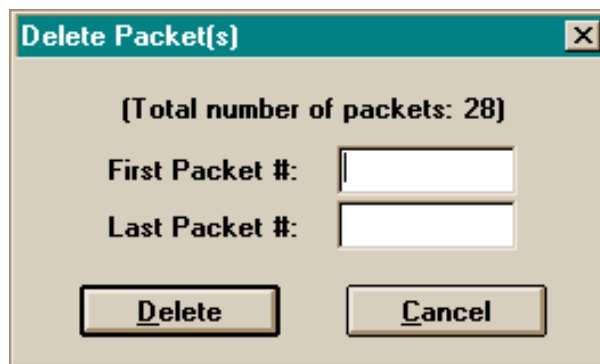 Delete Packet(s)
(Total number of packets: 28)
First Packet #:
Last Packet #:
Delete Cancel